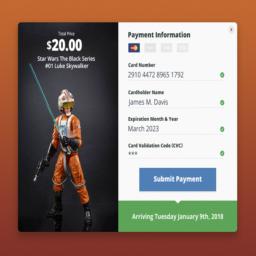 Total Price
$20.00
Star Wars The Black Series
#01 Luke Skywalker
Payment Information
Card Number
2910 4472 8965 1792
Cardholder Name
James M. Davis
Expiration Month & Year
March 2023
Card Validation Code (CVC)
***
Submit Payment
Arriving Tuesday January 9th, 2018